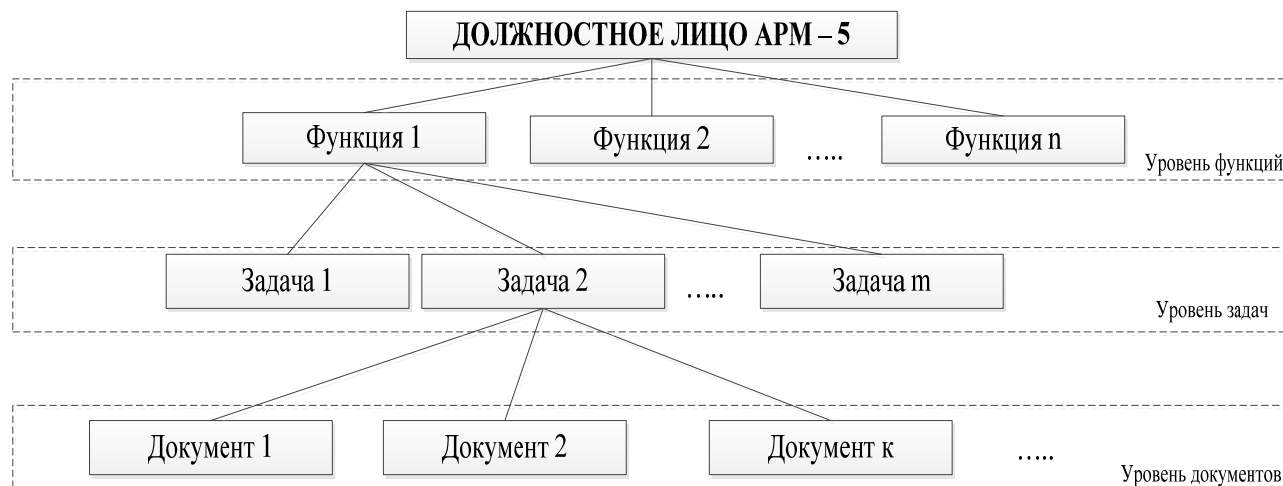 ДОЛЖНОСТНОЕ ЛИЦО АРМ – 5
Функция 1
Функция 2
…..
Функция n
Уровень функций
Задача 1
Задача 2
…..
Задача m
Уровень задач
Документ 1
Документ 2
Документ к
…..
Уровень документов